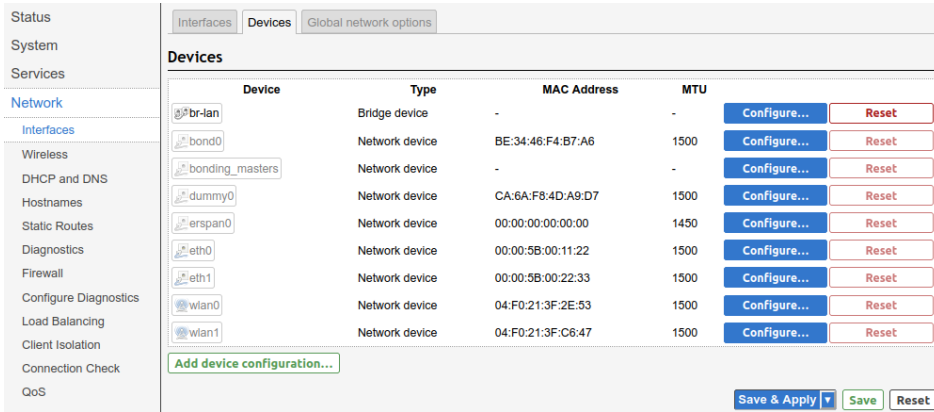 Status
System
Services
Network
Interfaces
Wireless
DHCP and DNS
Hostnames
Static Routes
Diagnostics
Firewall
Configure Diagnostics
Load Balancing
Client Isolation
Connection Check
QoS
Interfaces Devices Global network options
Devices
Device Type MAC Address MTU
br-lan Bridge device - - Configure... Reset
bond0 Network device BE:34:46:F4:B7:A6 1500 Configure... Reset
bonding_masters Network device - - Configure... Reset
dummy0 Network device CA:6A:F8:4D:A9:D7 1500 Configure... Reset
erspan0 Network device 00:00:00:00:00:00 1450 Configure... Reset
eth0 Network device 00:00:5B:00:11:22 1500 Configure... Reset
eth1 Network device 00:00:5B:00:22:33 1500 Configure... Reset
wlan0 Network device 04:F0:21:3F:2E:53 1500 Configure... Reset
wlan1 Network device 04:F0:21:3F:C6:47 1500 Configure... Reset
Add device configuration...
Save & Apply Save Reset